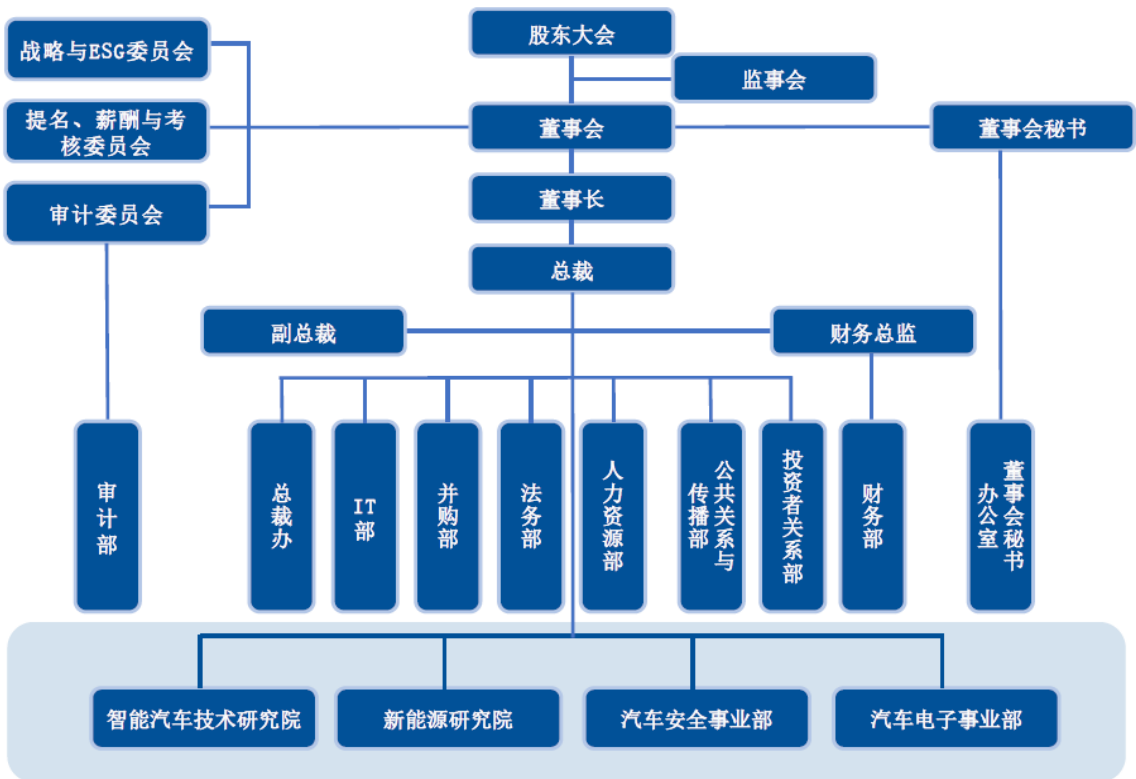 战略与ESG委员会
股东大会
监事会
提名、薪酬与考
核委员会
董事会
董事会秘书
审计委员会
董事长
总裁
副总裁
财务总监
审计部
总裁办
IT部
并购部
法务部
人力资源部
公共关系与
传播部
投资者关系部
财务部
董事会秘书
办公室
智能汽车技术研究院
新能源研究院
汽车安全事业部
汽车电子事业部